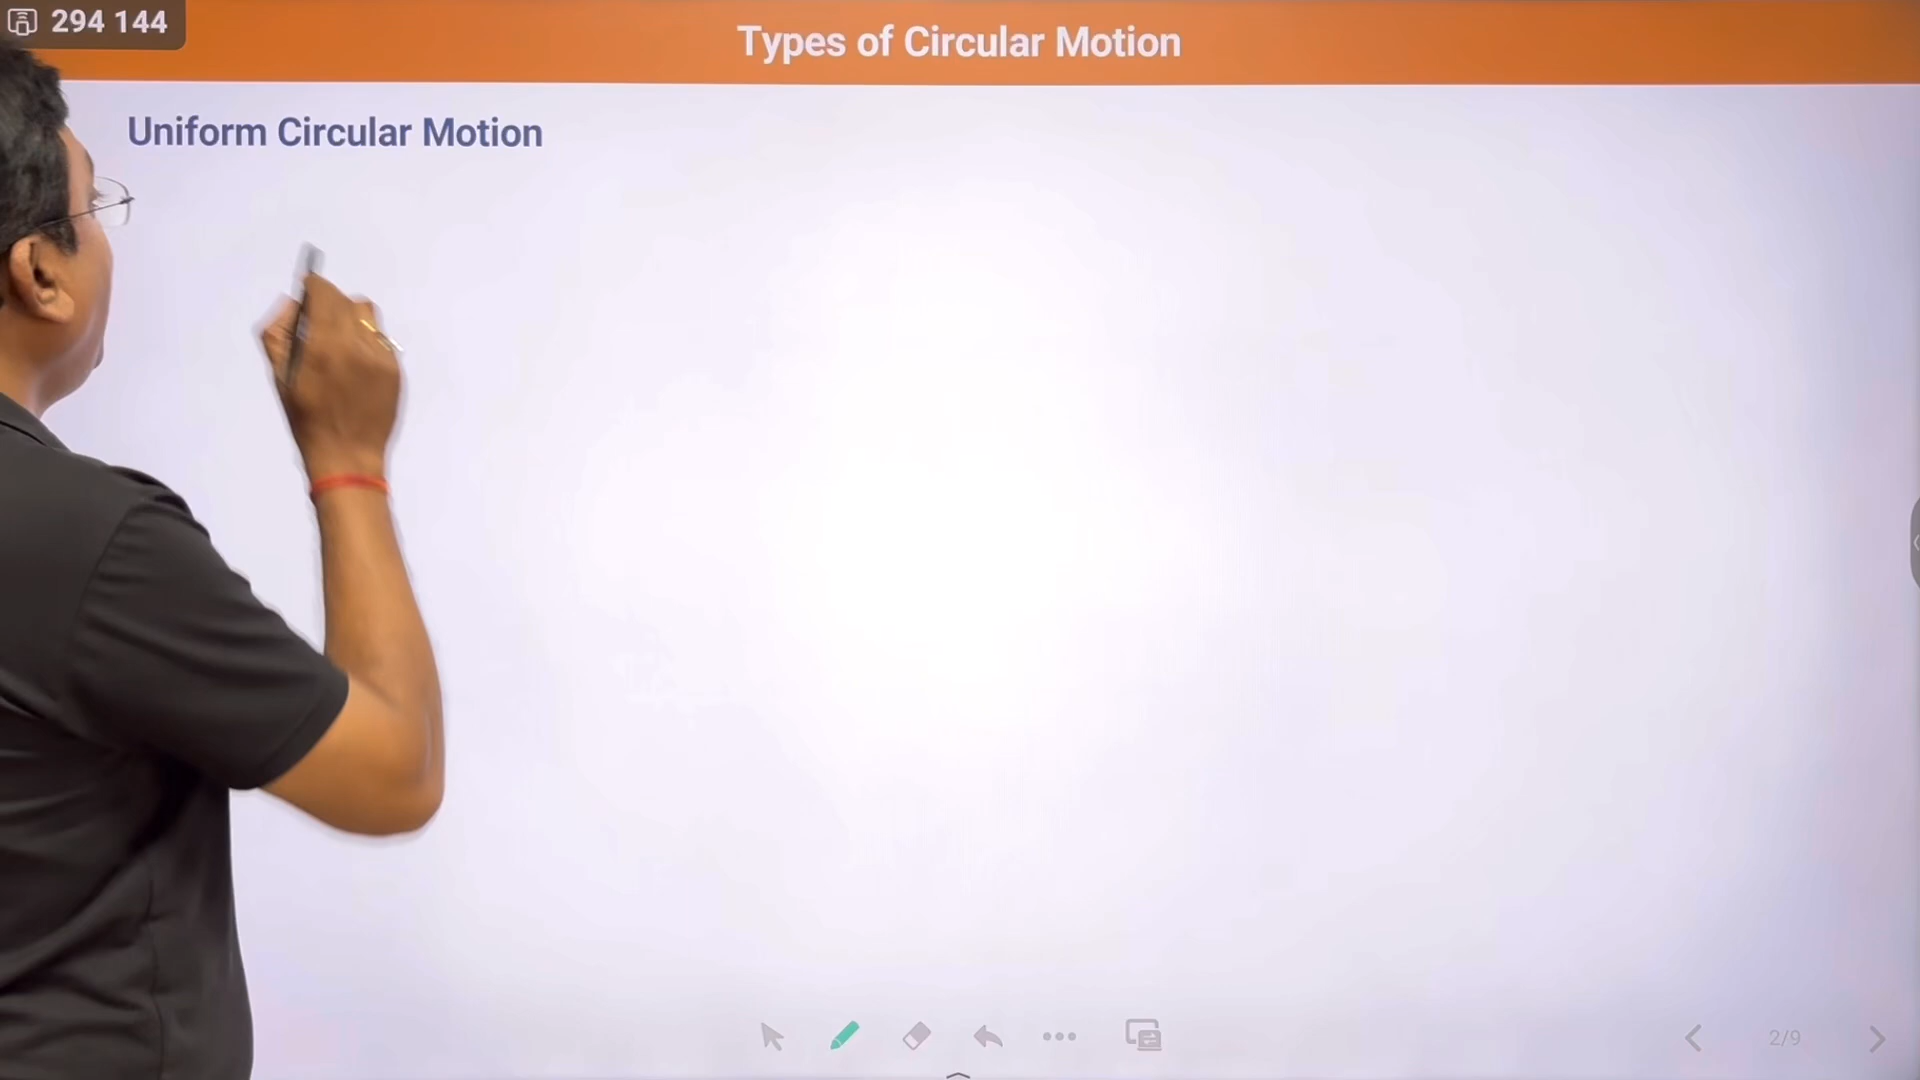 294 144
Types of Circular Motion
Uniform Circular Motion
2/9